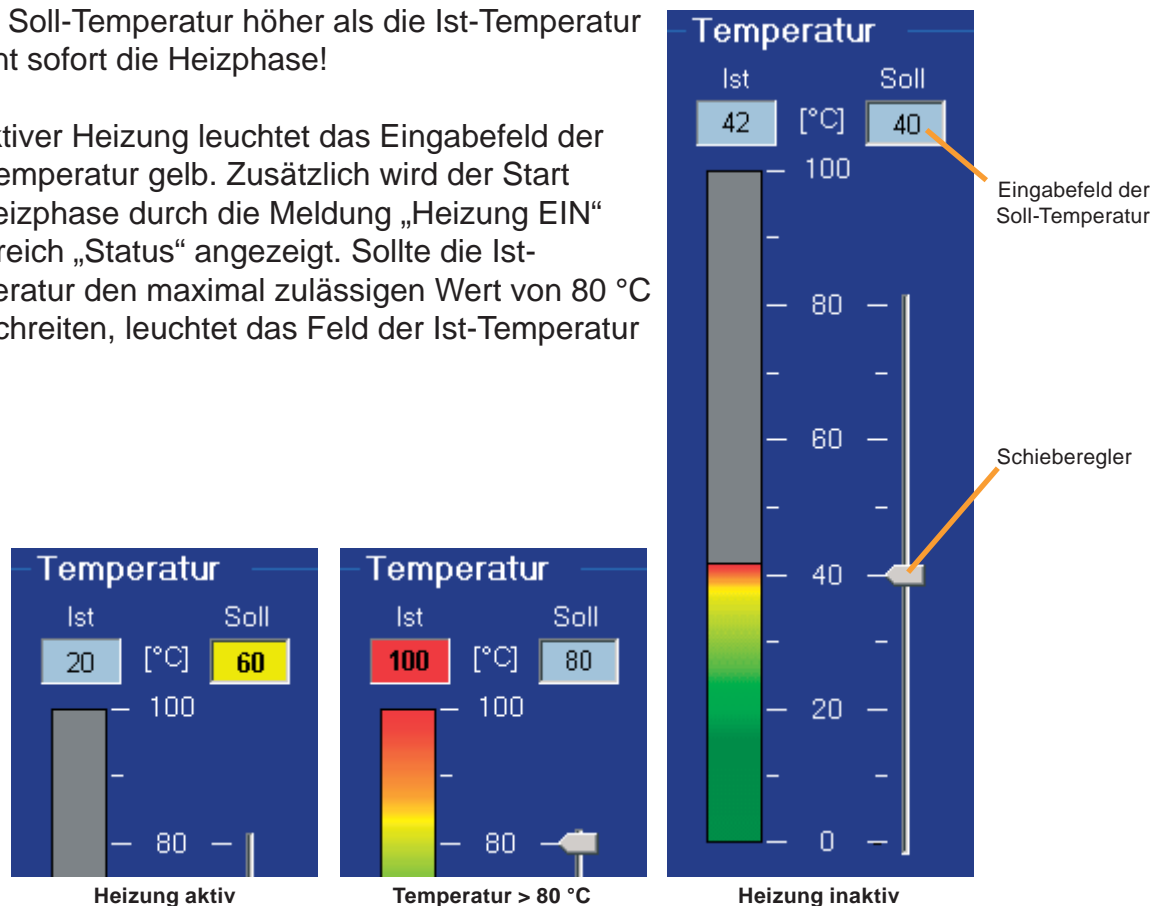 Soll-Temperatur höher als die Ist-Temperatur
nt sofort die Heizphase!
ktiver Heizung leuchtet das Eingabefeld der
emperatur gelb. Zusätzlich wird der Start
eizphase durch die Meldung „Heizung EIN“
reich „Status“ angezeigt. Sollte die Ist-
eratur den maximal zulässigen Wert von 80 °C
chreiten, leuchtet das Feld der Ist-Temperatur
Temperatur
Ist Soll
42 [°C] 40
100
80
60
40
20
0
Eingabefeld der
Soll-Temperatur
Schieberegler
Temperatur
Ist Soll
20 [°C] 60
100
80
Temperatur
Ist Soll
100 [°C] 80
100
80
Heizung aktiv
Temperatur > 80 °C
Heizung inaktiv